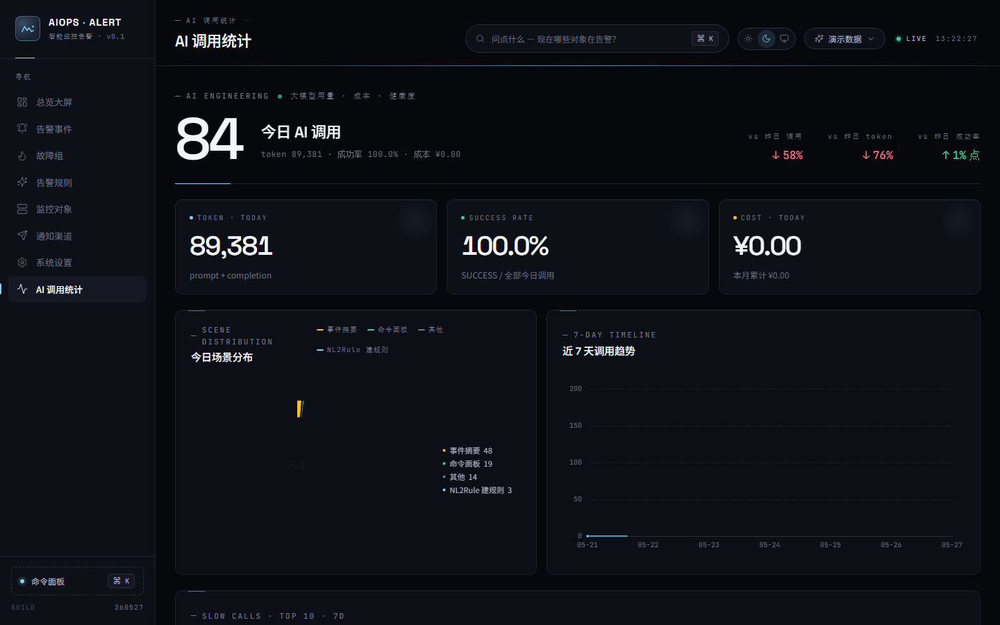 AIOPS · ALERT
智能监控告警 · v0.1
导航
总览大屏
告警事件
故障组
告警规则
监控对象
通知渠道
系统设置
AI 调用统计
命令面板 ⌘ K
BUILD 260527
AI 调用统计
AI 调用统计
问点什么 — 现在哪些对象在告警? ⌘ K
演示数据
LIVE 13:22:27
AI ENGINEERING 大模型用量 · 成本 · 健康度
84
今日 AI 调用
token 89,381 · 成功率 100.0% · 成本 ¥0.00
vs 昨日 调用 vs 昨日 token vs 昨日 成功率
↓ 58% ↓ 76% ↑ 1% 点
TOKEN · TODAY
89,381
prompt + completion
SUCCESS RATE
100.0%
SUCCESS / 全部今日调用
COST · TODAY
¥0.00
本月累计 ¥0.00
SCENE
DISTRIBUTION
今日场景分布
事件摘要 命令面板 其他
NL2Rule 建规则
84
事件摘要 48
命令面板 19
其他 14
NL2Rule 建规则 3
7-DAY TIMELINE
近 7 天调用趋势
200
150
100
50
0
05-21 05-22 05-23 05-24 05-25 05-26 05-27
SLOW CALLS · TOP 10 · 7D